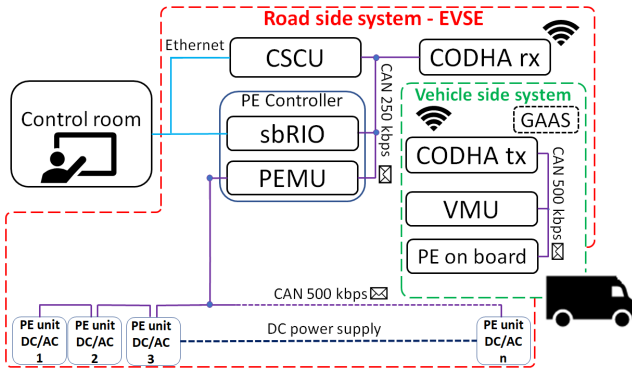 Road side system - EVSE
Ethernet
CSCU
CODHA rx
CAN 250 kbps
Control room
PE Controller
sbRIO
PEMU
Vehicle side system
GAAS
CODHA tx
VMU
PE on board
CAN 500 kbps
CAN 500 kbps
PE unit
DC/AC
1
PE unit
DC/AC
2
PE unit
DC/AC
3
DC power supply
PE unit
DC/AC
n